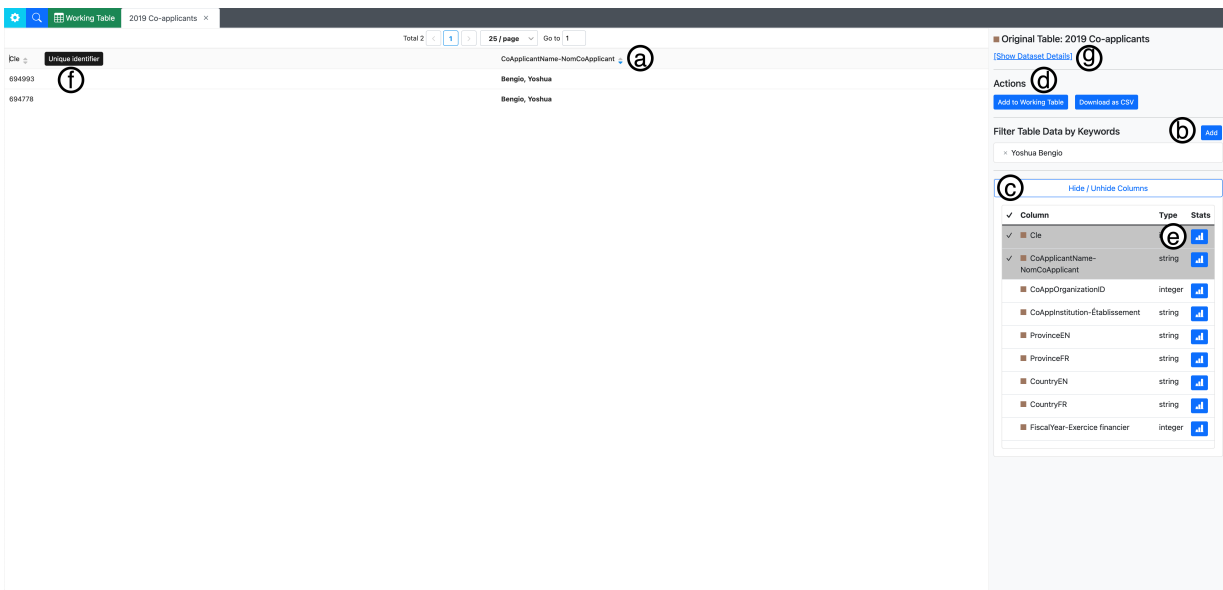 Working Table 2019 Co-applicants ×
Total 2 < 1 > 25 / page Go to 1
Cle Unique identifier CoApplicantName-NomCoApplicant a
694993 f Bengio, Yoshua
694778 Bengio, Yoshua
Original Table: 2019 Co-applicants
[Show Dataset Details] g
Actions d
Add to Working Table Download as CSV
Filter Table Data by Keywords b Add
× Yoshua Bengio
c Hide / Unhide Columns
✓ Column Type Stats
✓ Cle e
✓ CoApplicantName- string
NomCoApplicant
CoAppOrganizationID integer
CoAppInstitution-Établissement string
ProvinceEN string
ProvinceFR string
CountryEN string
CountryFR string
FiscalYear-Exercice financier integer